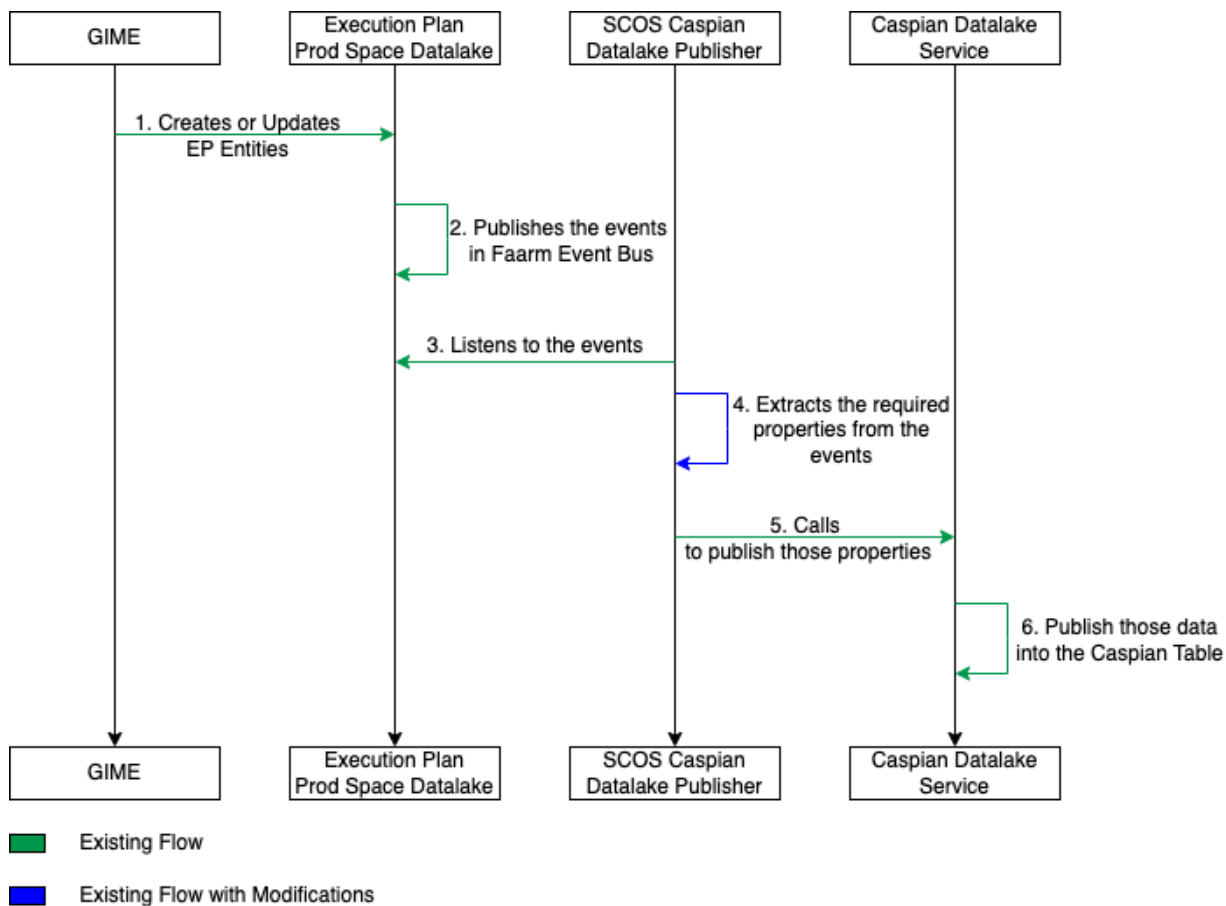 GIME
Execution Plan
Prod Space Datalake
SCOS Caspian
Datalake Publisher
Caspian Datalake
Service
1. Creates or Updates
EP Entities
2. Publishes the events
in Faarm Event Bus
3. Listens to the events
4. Extracts the required
properties from the
events
5. Calls
to publish those properties
6. Publish those data
into the Caspian Table
GIME
Execution Plan
Prod Space Datalake
SCOS Caspian
Datalake Publisher
Caspian Datalake
Service
Existing Flow
Existing Flow with Modifications